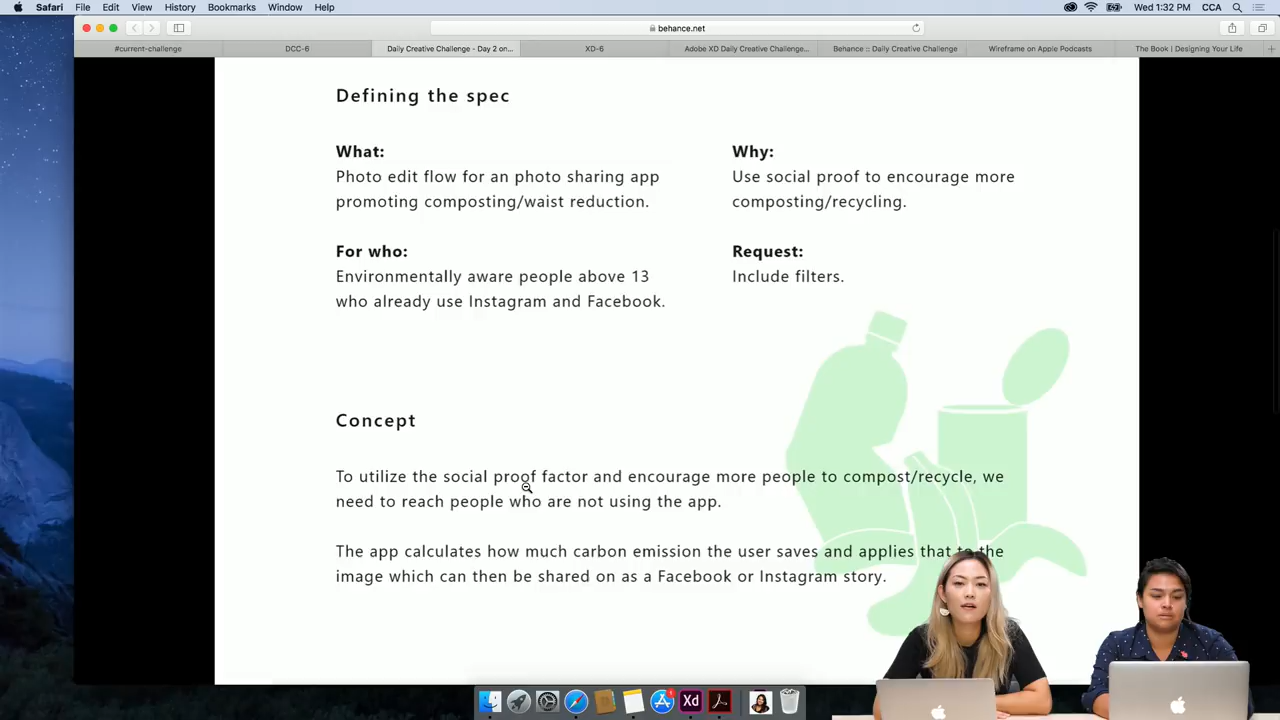 Safari File Edit View History Bookmarks Window Help
Wed 1:32 PM CCA
behance.net
#current-challenge
DCC-6
Daily Creative Challenge - Day 2 on...
XD-6
Adobe XD Daily Creative Challenge...
Behance :: Daily Creative Challenge
Wireframe on Apple Podcasts
The Book | Designing Your Life
Defining the spec
What:
Photo edit flow for an photo sharing app
promoting composting/waist reduction.
Why:
Use social proof to encourage more
composting/recycling.
For who:
Environmentally aware people above 13
who already use Instagram and Facebook.
Request:
Include filters.
Concept
To utilize the social proof factor and encourage more people to compost/recycle, we
need to reach people who are not using the app.
The app calculates how much carbon emission the user saves and applies that to the
image which can then be shared on as a Facebook or Instagram story.
Xd